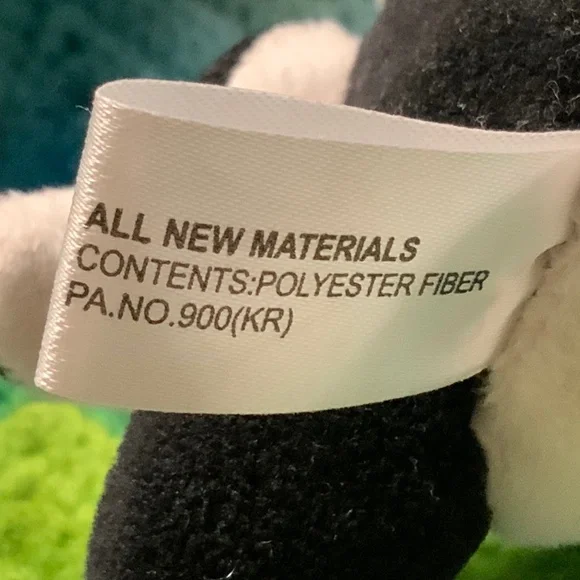 ALL NEW MATERIALS
CONTENTS:POLYESTER FIBER
PA.NO.900(KR)